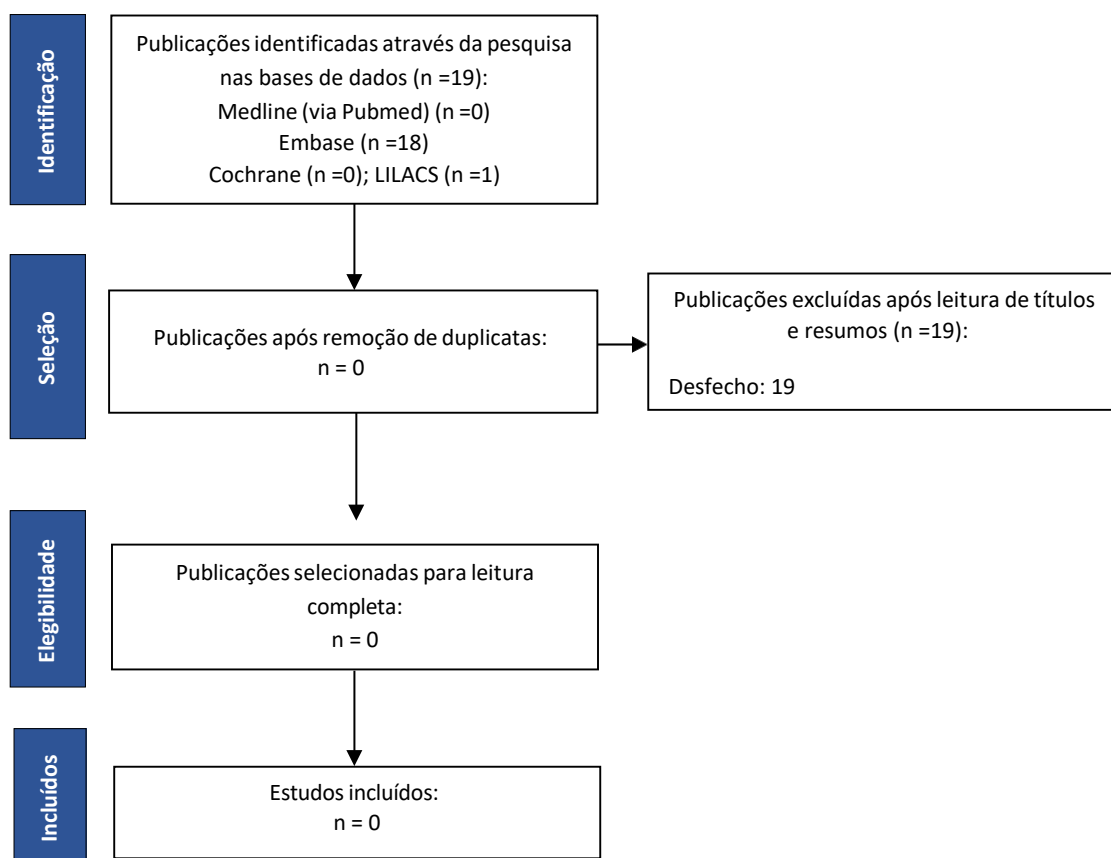 Identificação
Publicações identificadas através da pesquisa
nas bases de dados (n =19):
Medline (via Pubmed) (n =0)
Embase (n =18)
Cochrane (n =0); LILACS (n =1)
Seleção
Publicações após remoção de duplicatas:
n = 0
Publicações excluídas após leitura de títulos
e resumos (n =19):
Desfecho: 19
Elegibilidade
Publicações selecionadas para leitura
completa:
n = 0
Incluídos
Estudos incluídos:
n = 0